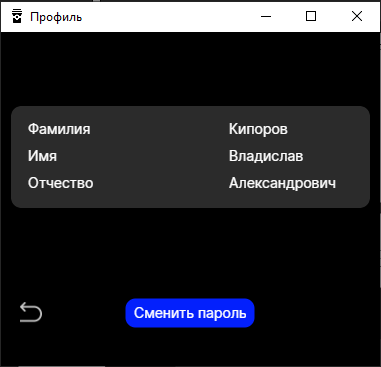 Профиль
Фамилия Кипоров
Имя Владислав
Отчество Александрович
Сменить пароль